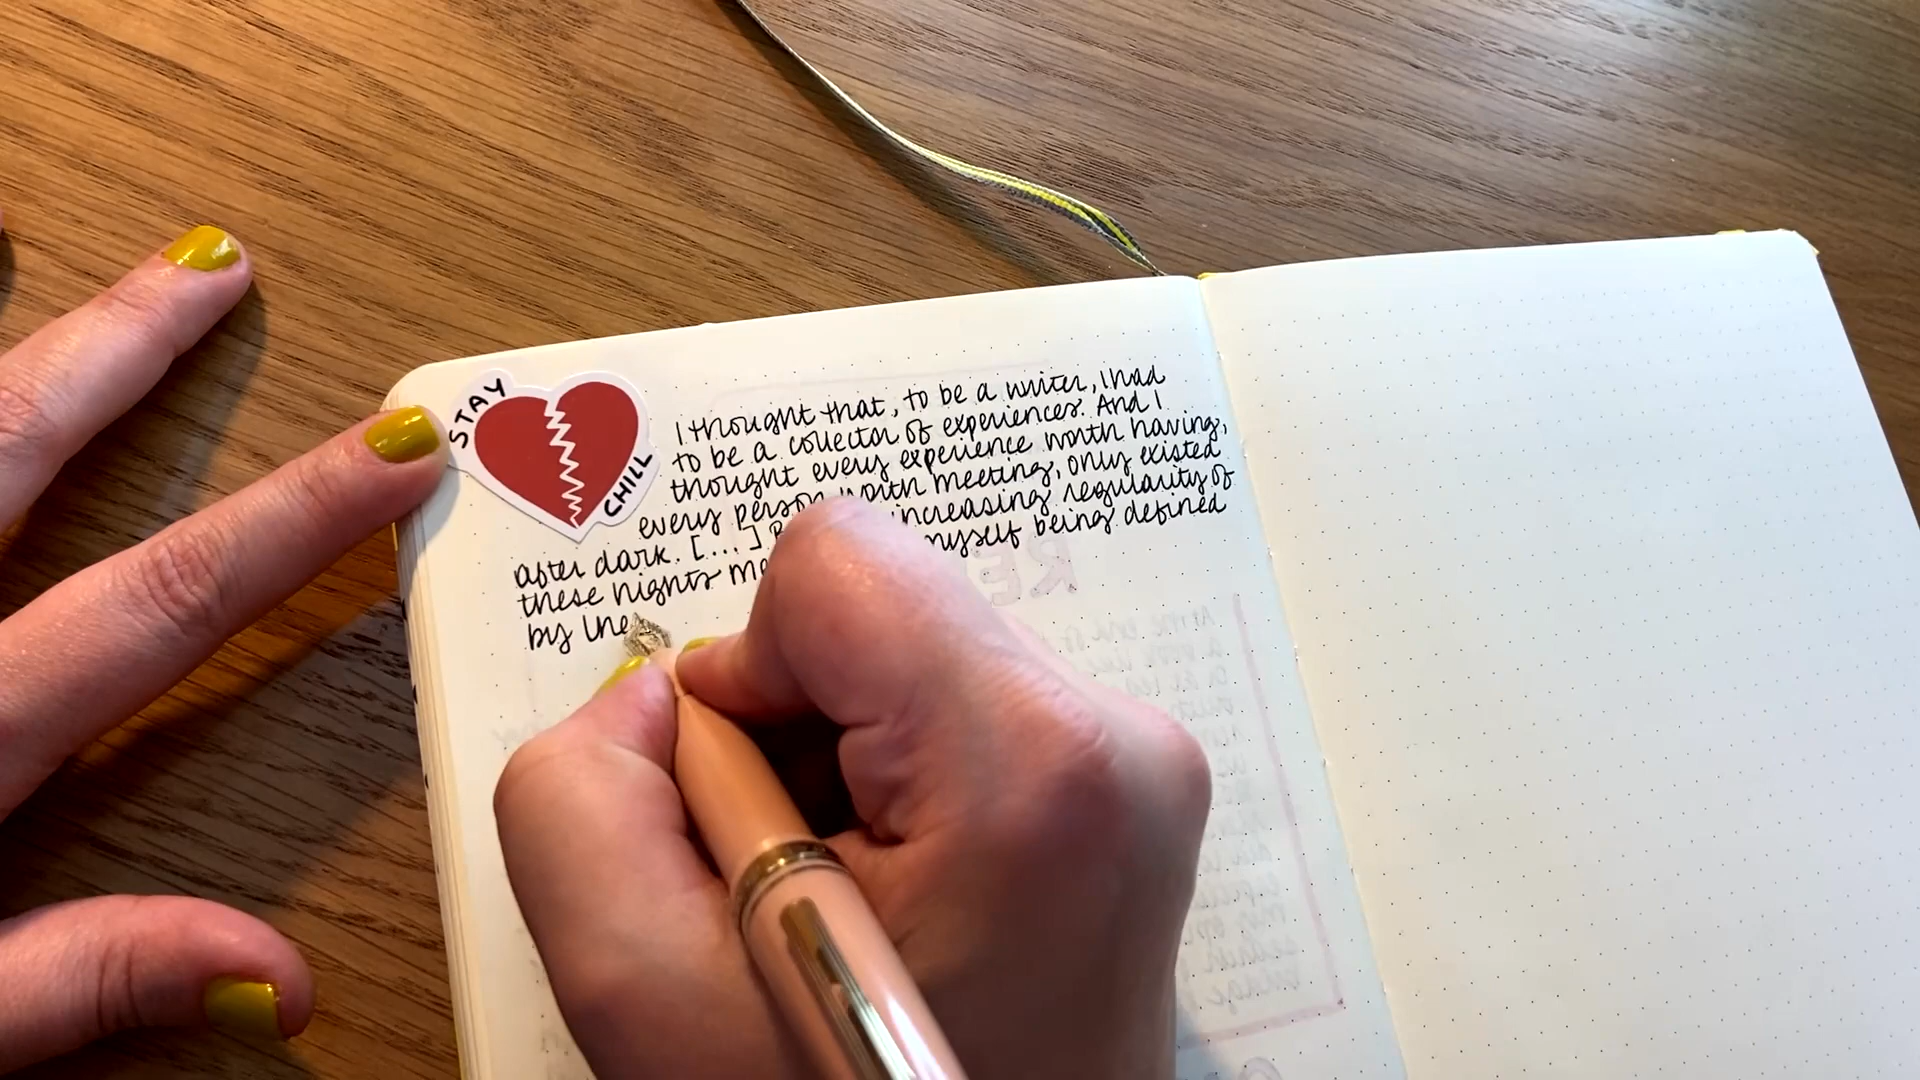 STAY
CHILL
I thought that, to be a writer, I had
to be a collector of experiences. And I
thought every experience worth having,
every person worth meeting, only existed
after dark. [...] increasing regularity of
these nights myself being defined
by the